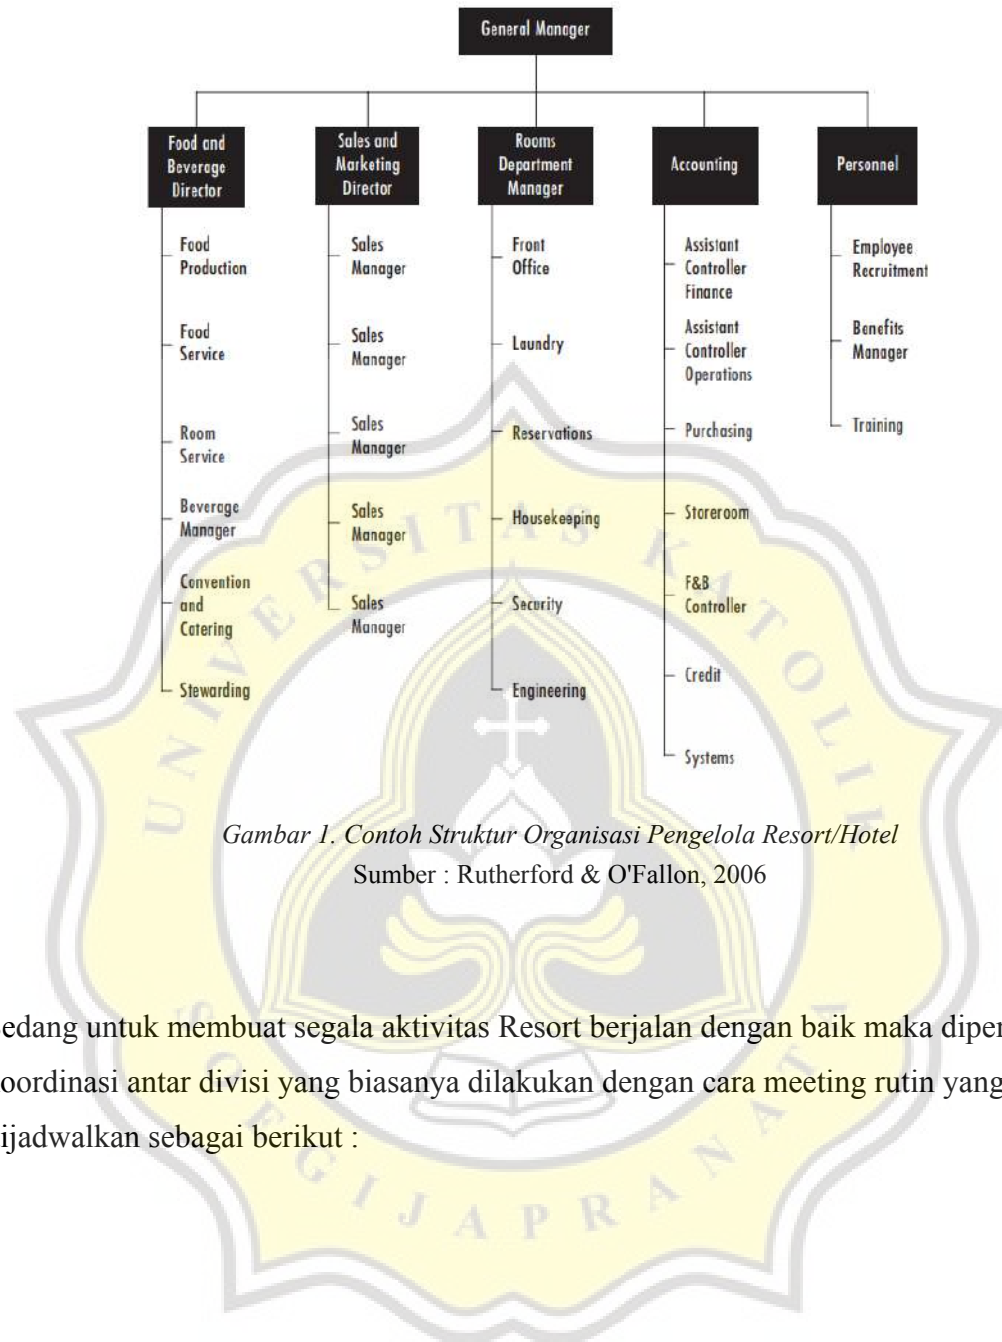 General Manager
Food and
Beverage
Director
Sales and
Marketing
Director
Rooms
Department
Manager
Accounting
Personnel
Food
Production
Food
Service
Room
Service
Beverage
Manager
Convention
and
Catering
Stewarding
Sales
Manager
Sales
Manager
Sales
Manager
Sales
Manager
Sales
Manager
Front
Office
Laundry
Reservations
Housekeeping
Security
Engineering
Assistant
Controller
Finance
Assistant
Controller
Operations
Purchasing
Storeroom
F&B
Controller
Credit
Systems
Employee
Recruitment
Benefits
Manager
Training
UNIVERSITAS KATOLIK
Gambar 1. Contoh Struktur Organisasi Pengelola Resort/Hotel
Sumber : Rutherford & O'Fallon, 2006
edang untuk membuat segala aktivitas Resort berjalan dengan baik maka diper
oordinasi antar divisi yang biasanya dilakukan dengan cara meeting rutin yang
ijadwalkan sebagai berikut :
SOEGIJAPRANATA